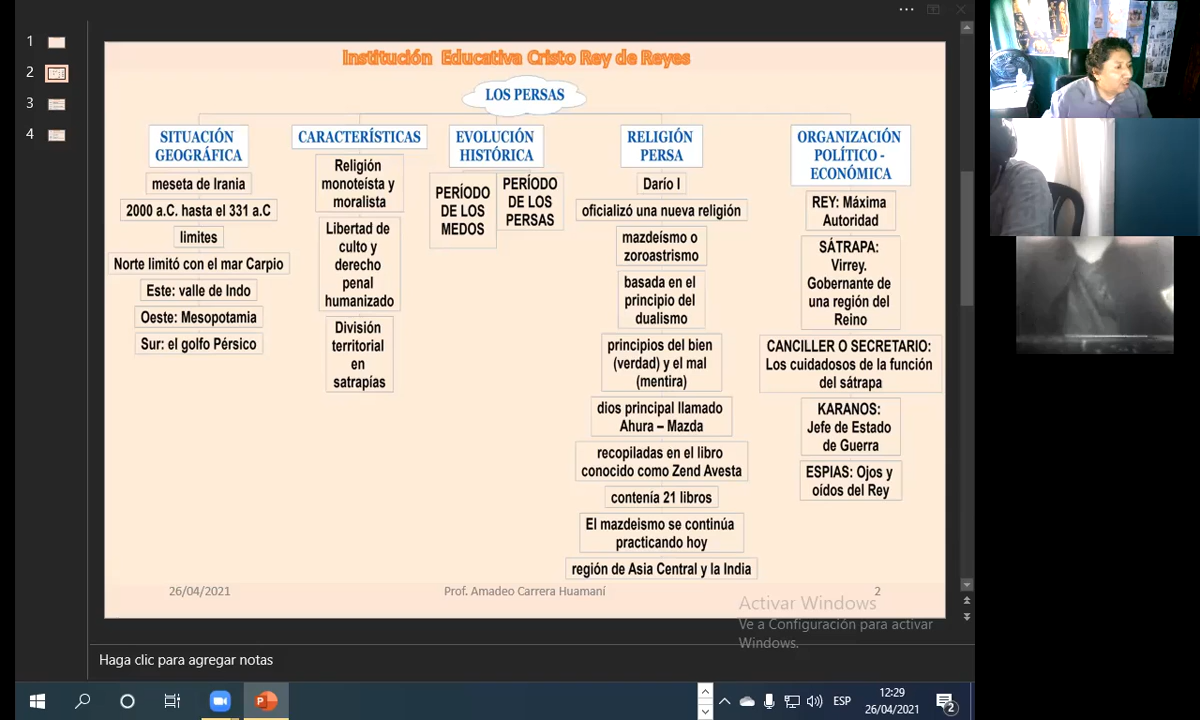 1
2
3
4
Institución Educativa Cristo Rey de Reyes
LOS PERSAS
SITUACIÓN
GEOGRÁFICA
meseta de Irania
2000 a.C. hasta el 331 a.C
limites
Norte limitó con el mar Carpio
Este: valle de Indo
Oeste: Mesopotamia
Sur: el golfo Pérsico
CARACTERÍSTICAS
Religión
monoteísta y
moralista
Libertad de
culto y
derecho
penal
humanizado
División
territorial
en
satrapías
EVOLUCIÓN
HISTÓRICA
PERÍODO
DE LOS
MEDOS
PERÍODO
DE LOS
PERSAS
RELIGIÓN
PERSA
Darío I
oficializó una nueva religión
mazdeísmo o
zoroastrismo
basada en el
principio del
dualismo
principios del bien
(verdad) y el mal
(mentira)
dios principal llamado
Ahura – Mazda
recopiladas en el libro
conocido como Zend Avesta
contenía 21 libros
El mazdeismo se continúa
practicando hoy
región de Asia Central y la India
ORGANIZACIÓN
POLÍTICO -
ECONÓMICA
REY: Máxima
Autoridad
SÁTRAPA:
Virrey.
Gobernante de
una región del
Reino
CANCILLER O SECRETARIO:
Los cuidadosos de la función
del sátrapa
KARANOS:
Jefe de Estado
de Guerra
ESPIAS: Ojos y
oídos del Rey
26/04/2021
Prof. Amadeo Carrera Huamaní
2
Activar Windows
Ve a Configuración para activar
Windows.
Haga clic para agregar notas
ESP
12:29
26/04/2021
2